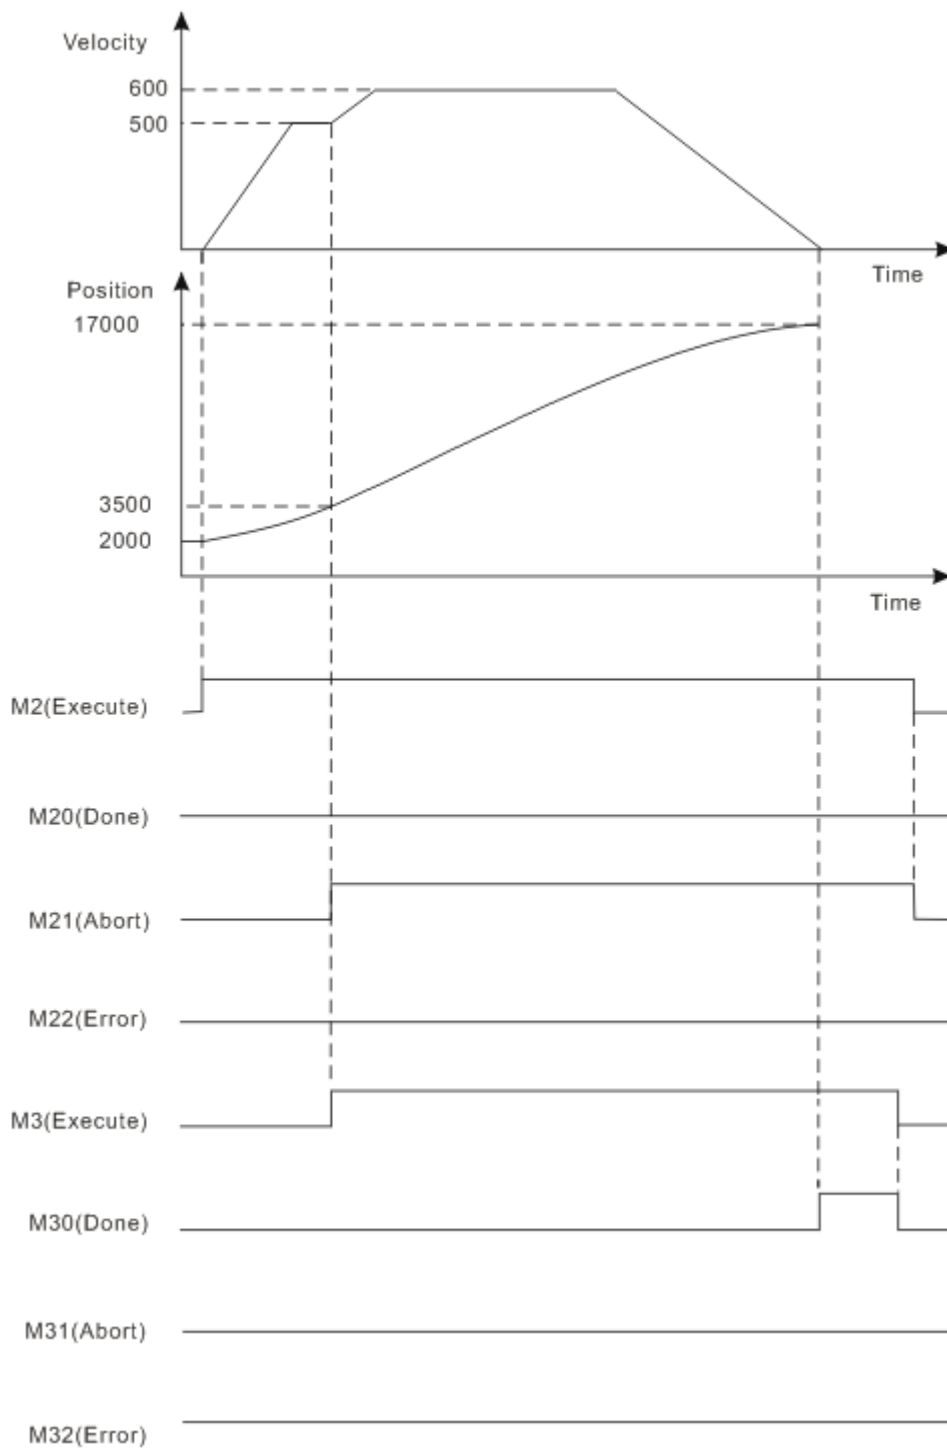 Velocity
600
500
Time
Position
17000
3500
2000
Time
M2(Execute)
M20(Done)
M21(Abort)
M22(Error)
M3(Execute)
M30(Done)
M31(Abort)
M32(Error)